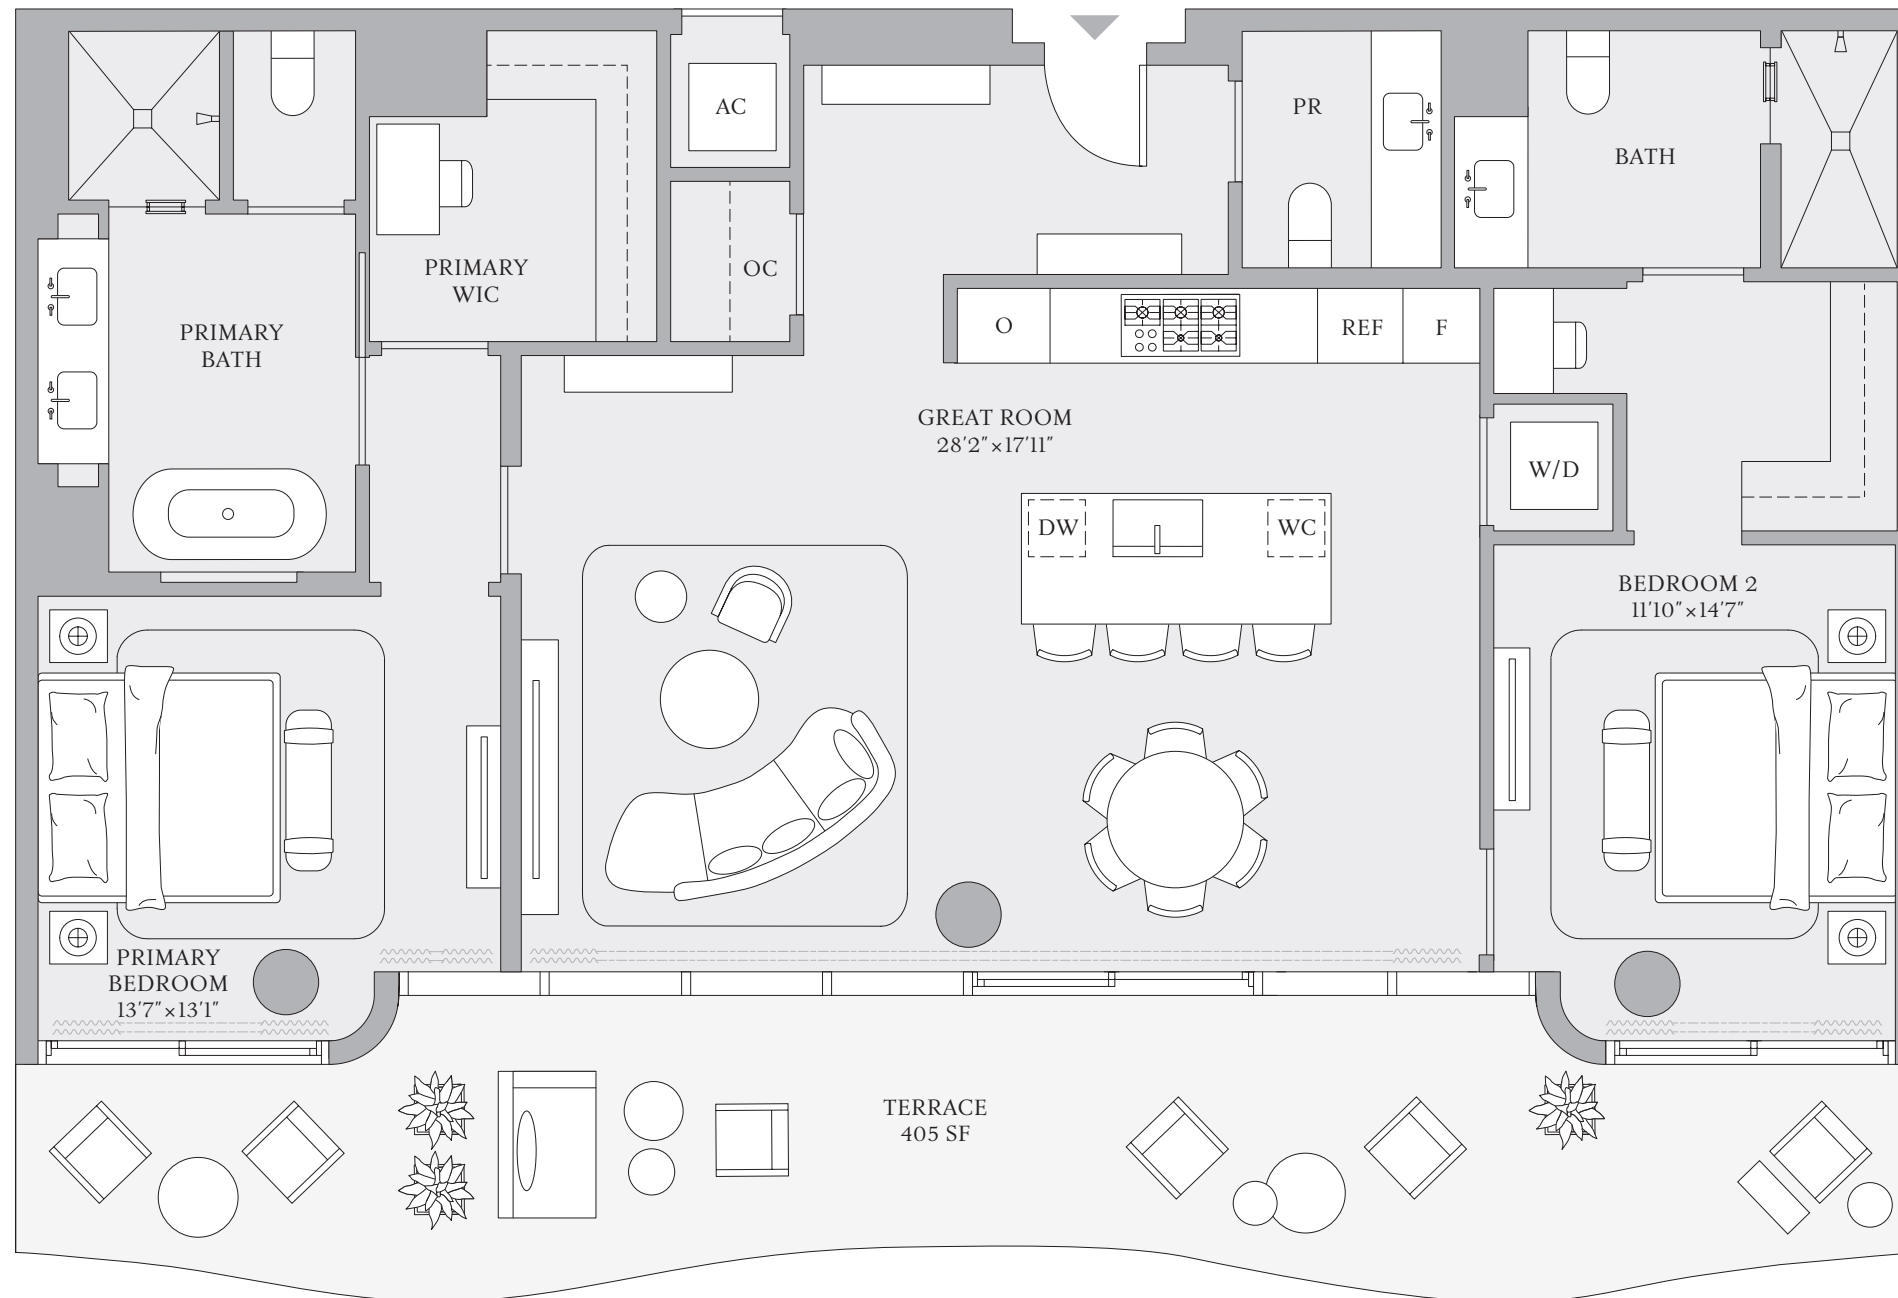 AC
PR
BATH
PRIMARY
WIC
OC
PRIMARY
BATH
O
REF
F
GREAT ROOM
28'2"×17'11"
W/D
DW
WC
BEDROOM 2
11'10"×14'7"
PRIMARY
BEDROOM
13'7"×13'1"
TERRACE
405 SF